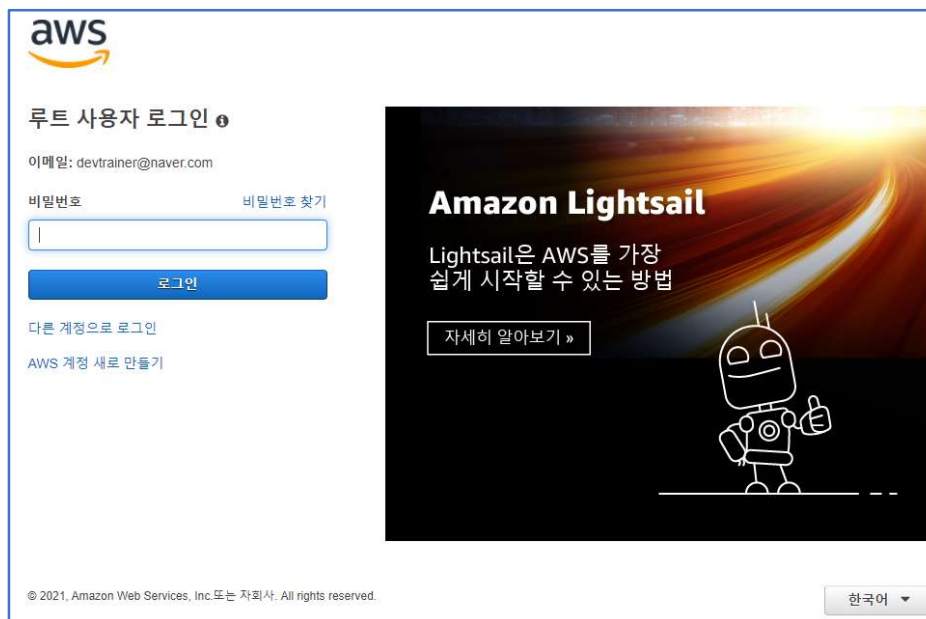 aws
루트 사용자 로그인
이메일: devtrainer@naver.com
비밀번호 비밀번호 찾기
로그인
다른 계정으로 로그인
AWS 계정 새로 만들기
Amazon Lightsail
Lightsail은 AWS를 가장
쉽게 시작할 수 있는 방법
자세히 알아보기 »
© 2021, Amazon Web Services, Inc.또는 자회사. All rights reserved.
한국어